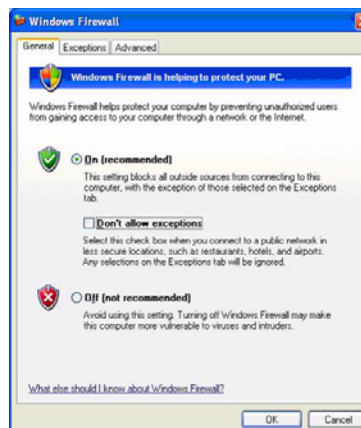 Windows Firewall
General Exceptions Advanced
Windows Firewall is helping to protect your PC.
Windows Firewall helps protect your computer by preventing unauthorized users
from gaining access to your computer through a network or the Internet.
On (recommended)
This setting blocks all outside sources from connecting to this
computer, with the exception of those selected on the Exceptions
tab.
Don't allow exceptions
Select this check box when you connect to a public network in
less secure locations, such as restaurants, hotels, and airports.
Any selections on the Exceptions tab will be ignored.
Off (not recommended)
Avoid using this setting. Turning off Windows Firewall may make
this computer more vulnerable to viruses and intruders.
What else should I know about Windows Firewall?
OK Cancel